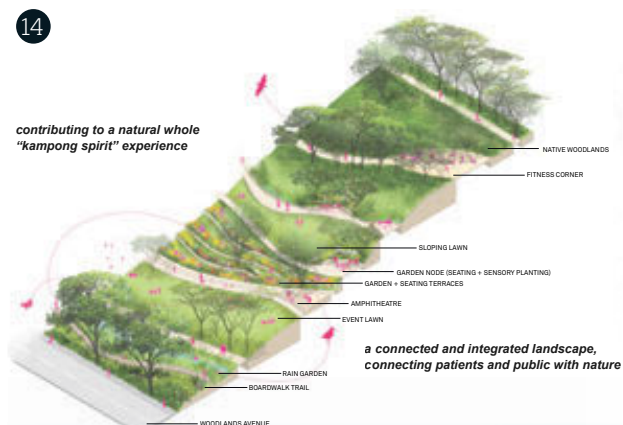 14
contributing to a natural whole
"kampong spirit" experience
NATIVE WOODLANDS
FITNESS CORNER
SLOPING LAWN
GARDEN NODE (SEATING + SENSORY PLANTING)
GARDEN + SEATING TERRACES
AMPHITHEATRE
EVENT LAWN
a connected and integrated landscape,
connecting patients and public with nature
RAIN GARDEN
BOARDWALK TRAIL
WOODLANDS AVENUE